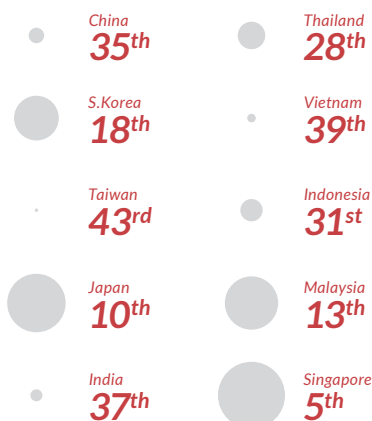 China
35th
Thailand
28th
S.Korea
18th
Vietnam
39th
Taiwan
43rd
Indonesia
31st
Japan
10th
Malaysia
13th
India
37th
Singapore
5th